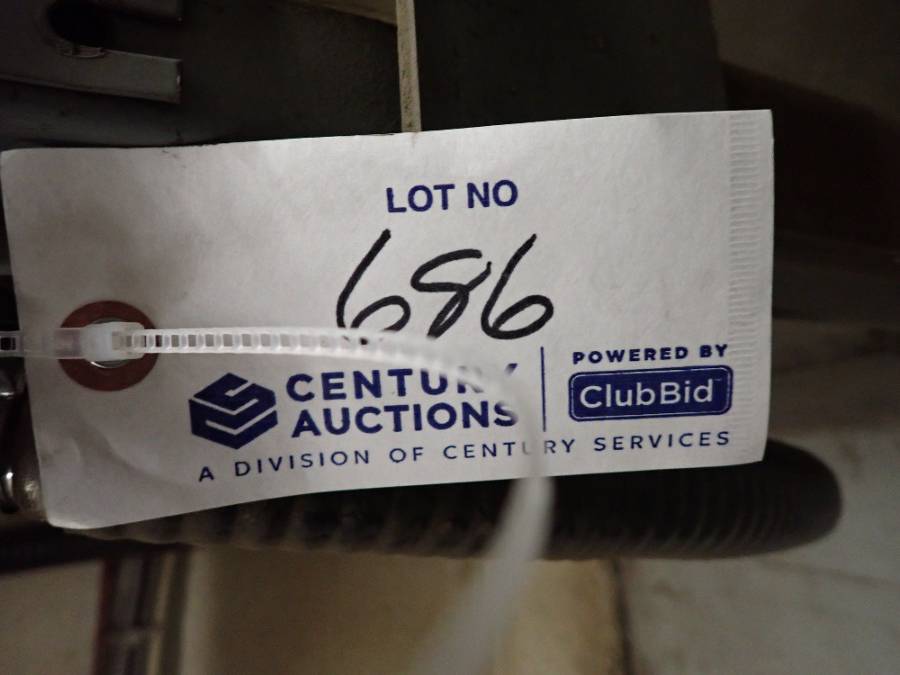 LOT NO
686
CENTURY
AUCTIONS
POWERED BY
ClubBid
A DIVISION OF CENTURY SERVICES